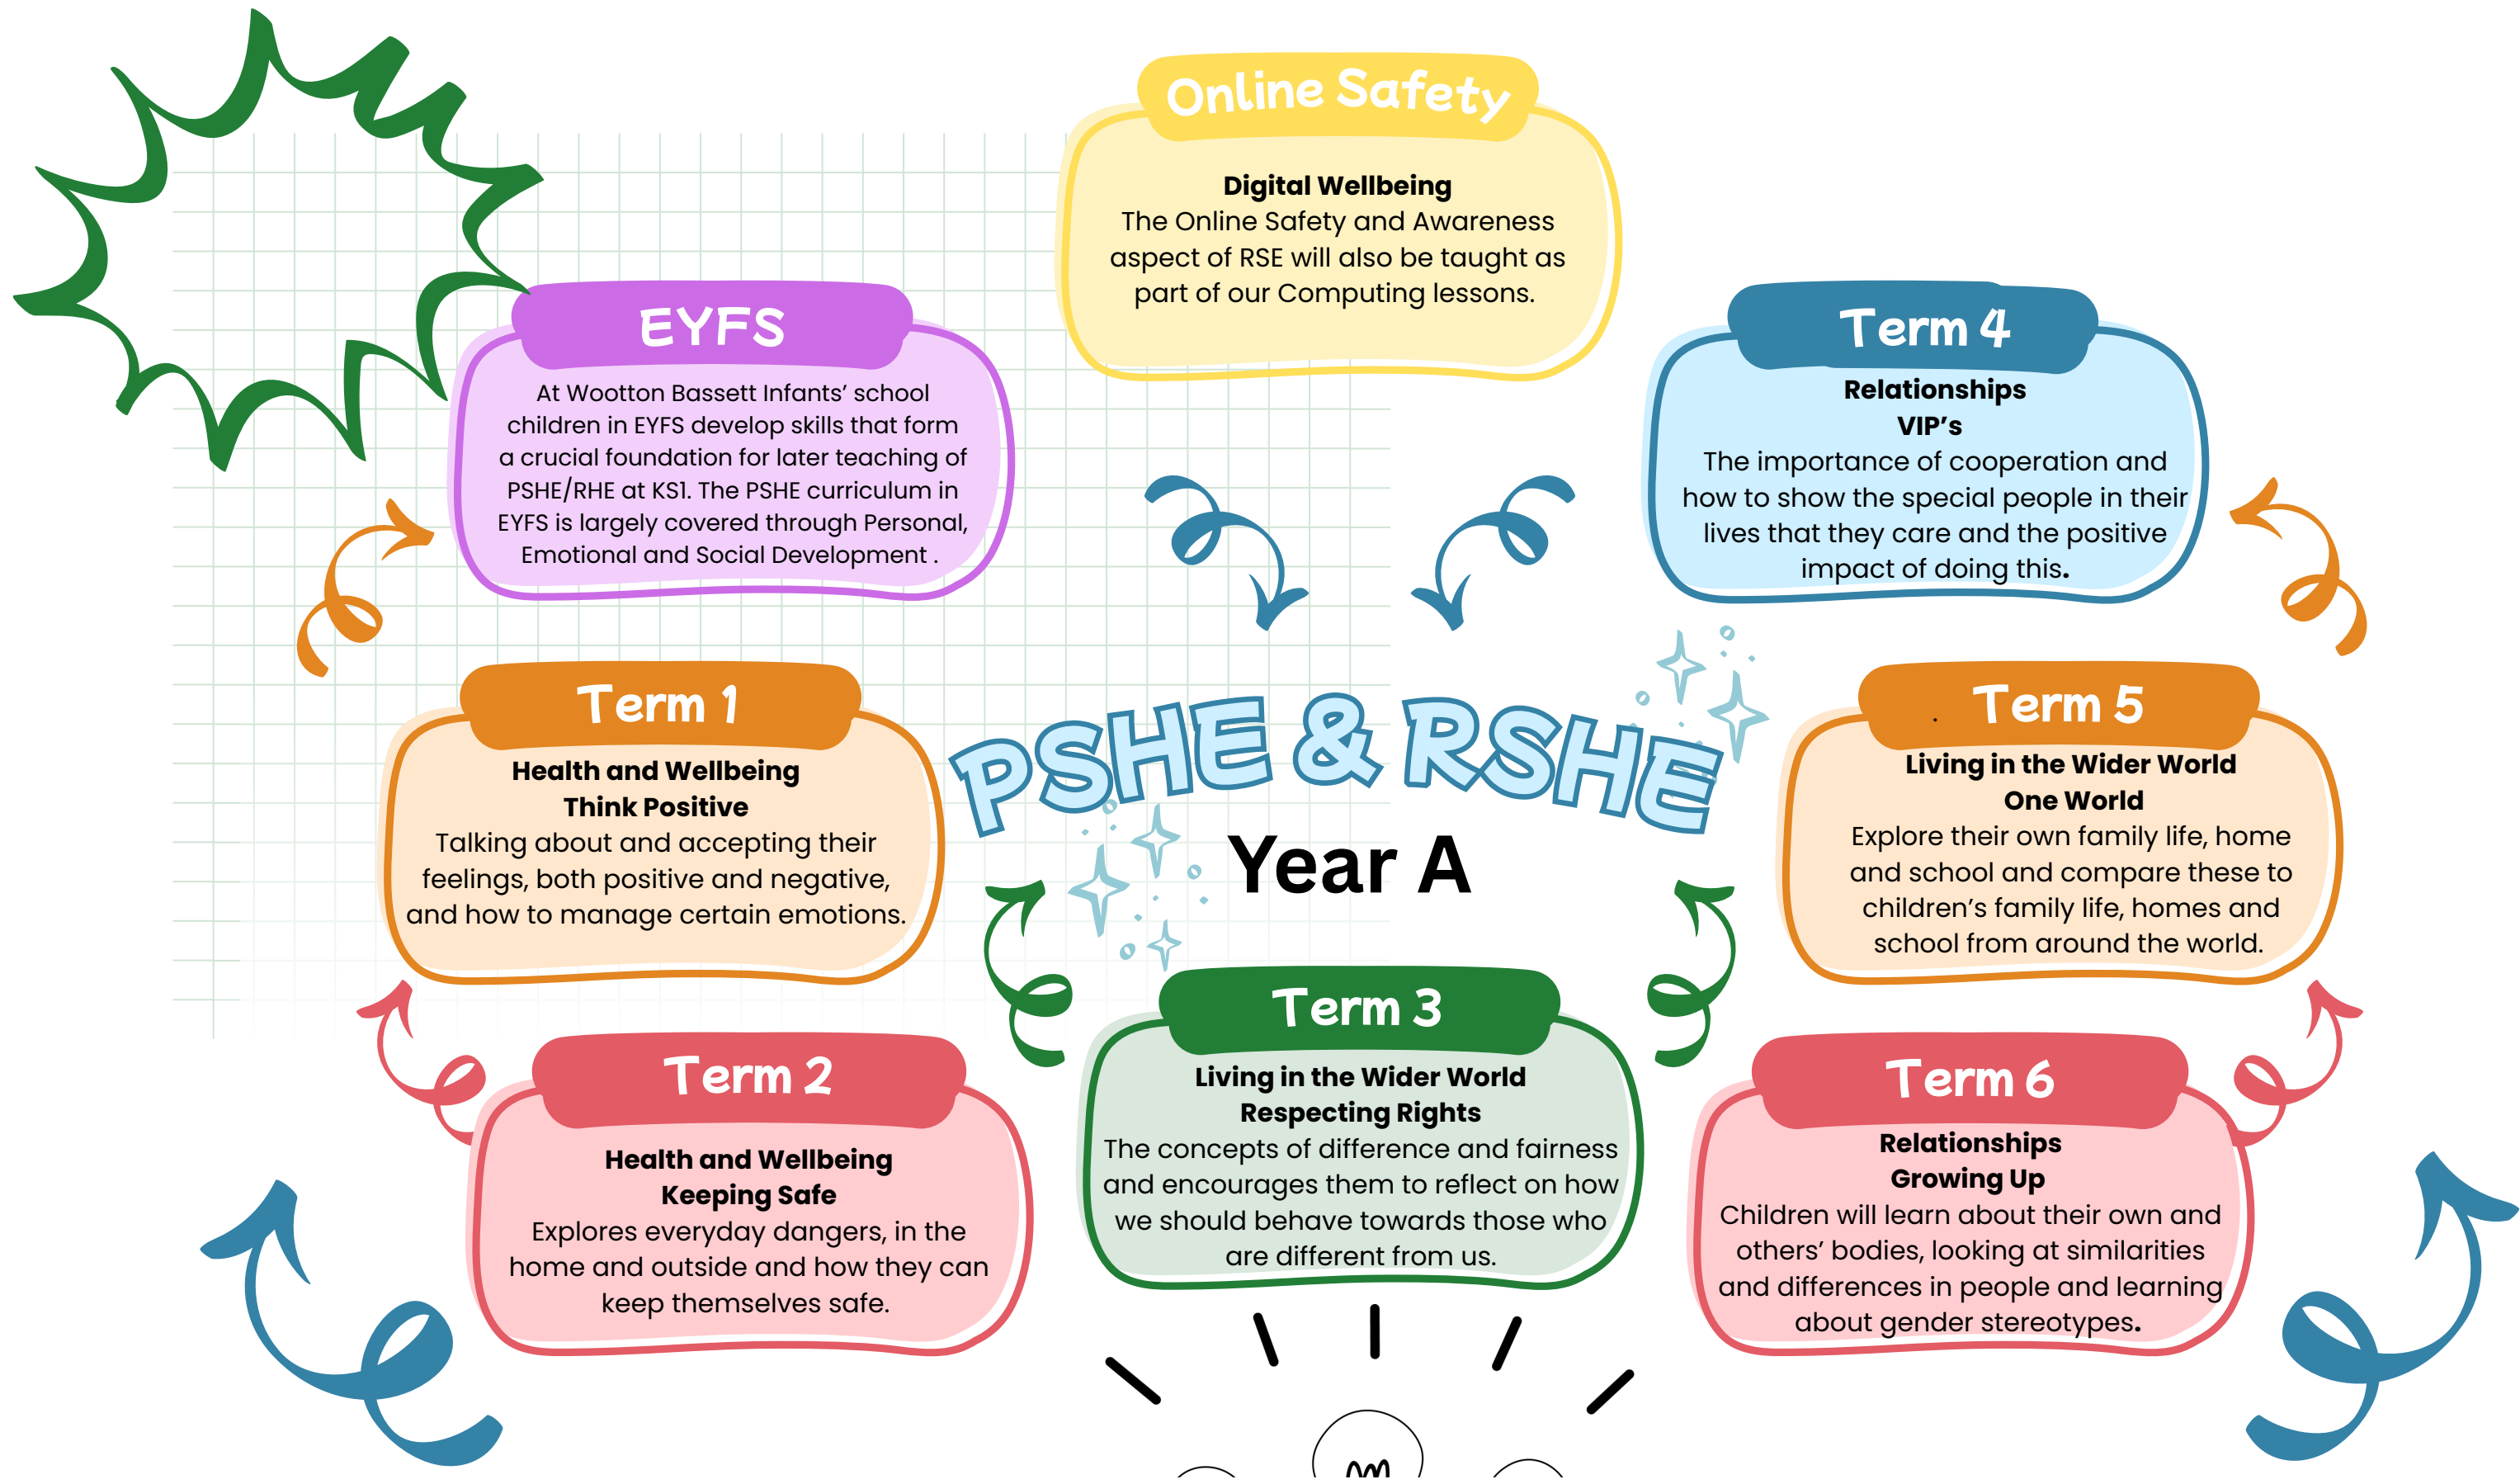 Online Safety
Digital Wellbeing
The Online Safety and Awareness
aspect of RSE will also be taught as
part of our Computing lessons.
EYFS
At Wootton Bassett Infants’ school
children in EYFS develop skills that form
a crucial foundation for later teaching of
PSHE/RHE at KS1. The PSHE curriculum in
EYFS is largely covered through Personal,
Emotional and Social Development .
Term 4
Relationships
VIP’s
The importance of cooperation and
how to show the special people in their
lives that they care and the positive
impact of doing this.
PSHE & RSHE
Year A
Term 1
Health and Wellbeing
Think Positive
Talking about and accepting their
feelings, both positive and negative,
and how to manage certain emotions.
Term 5
Living in the Wider World
One World
Explore their own family life, home
and school and compare these to
children’s family life, homes and
school from around the world.
Term 2
Health and Wellbeing
Keeping Safe
Explores everyday dangers, in the
home and outside and how they can
keep themselves safe.
Term 3
Living in the Wider World
Respecting Rights
The concepts of difference and fairness
and encourages them to reflect on how
we should behave towards those who
are different from us.
Term 6
Relationships
Growing Up
Children will learn about their own and
others’ bodies, looking at similarities
and differences in people and learning
about gender stereotypes.